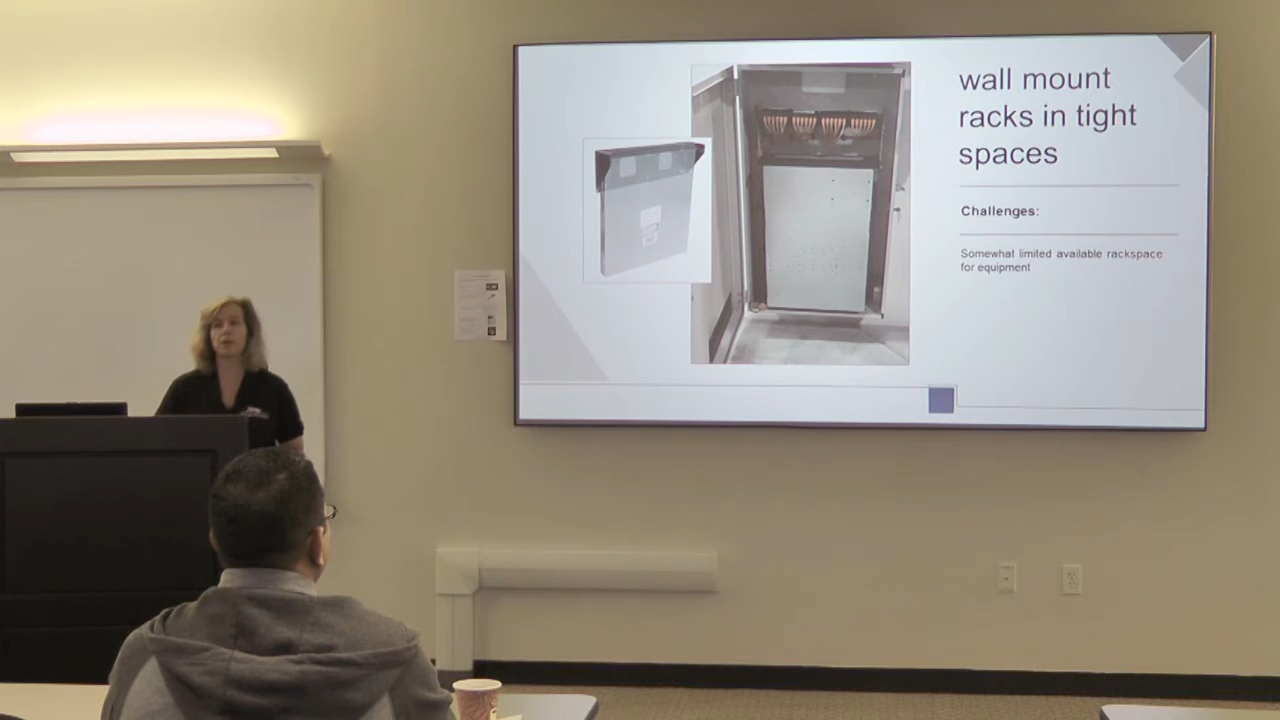 wall mount
racks in tight
spaces
Challenges:
Somewhat limited available rackspace
for equipment